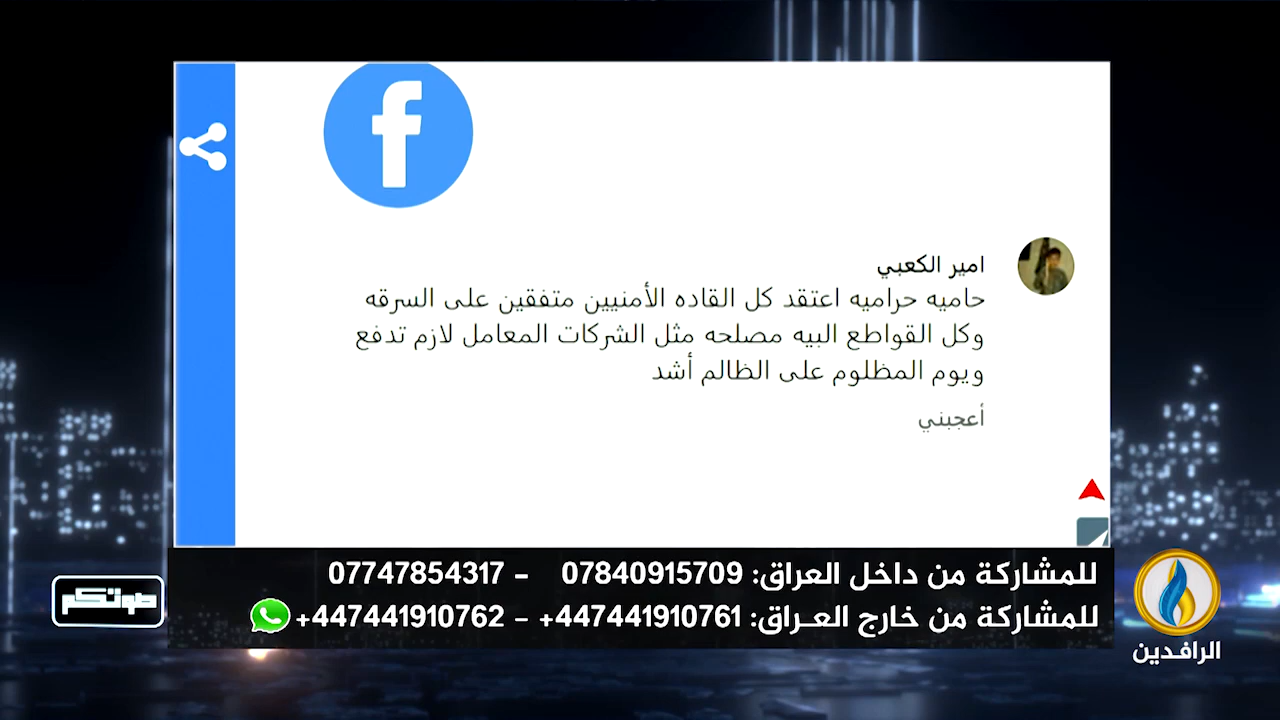 f
امير الكعبي
حاميه حراميه اعتقد كل القاده الأمنيين متفقين على السرقه
وكل القواطع البيه مصلحه مثل الشركات المعامل لازم تدفع
ويوم المظلوم على الظالم أشد
أعجبني
للمشاركة من داخل العراق: 07840915709 - 07747854317
للمشاركة من خارج العـراق: 447441910761+ - 447441910762+
صوتكم
الرافدين